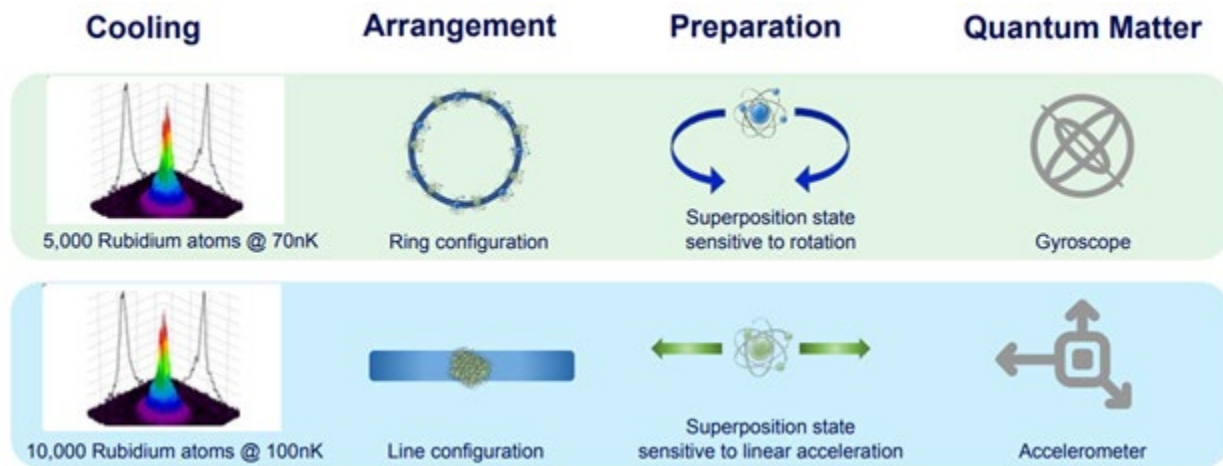 Cooling
Arrangement
Preparation
Quantum Matter
5,000 Rubidium atoms @ 70nK
Ring configuration
Superposition state
sensitive to rotation
Gyroscope
10,000 Rubidium atoms @ 100nK
Line configuration
Superposition state
sensitive to linear acceleration
Accelerometer